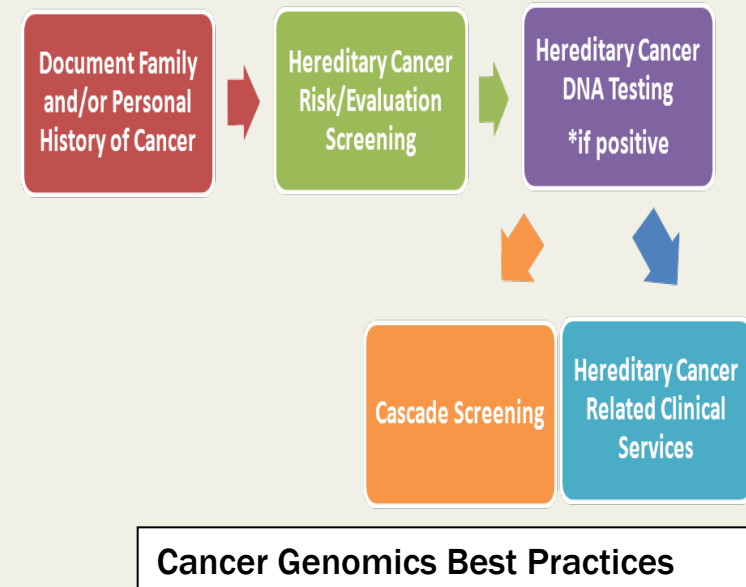 Document Family
and/or Personal
History of Cancer
Hereditary Cancer
Risk/Evaluation
Screening
Hereditary Cancer
DNA Testing
*if positive
Cascade Screening
Hereditary Cancer
Related Clinical
Services
Cancer Genomics Best Practices